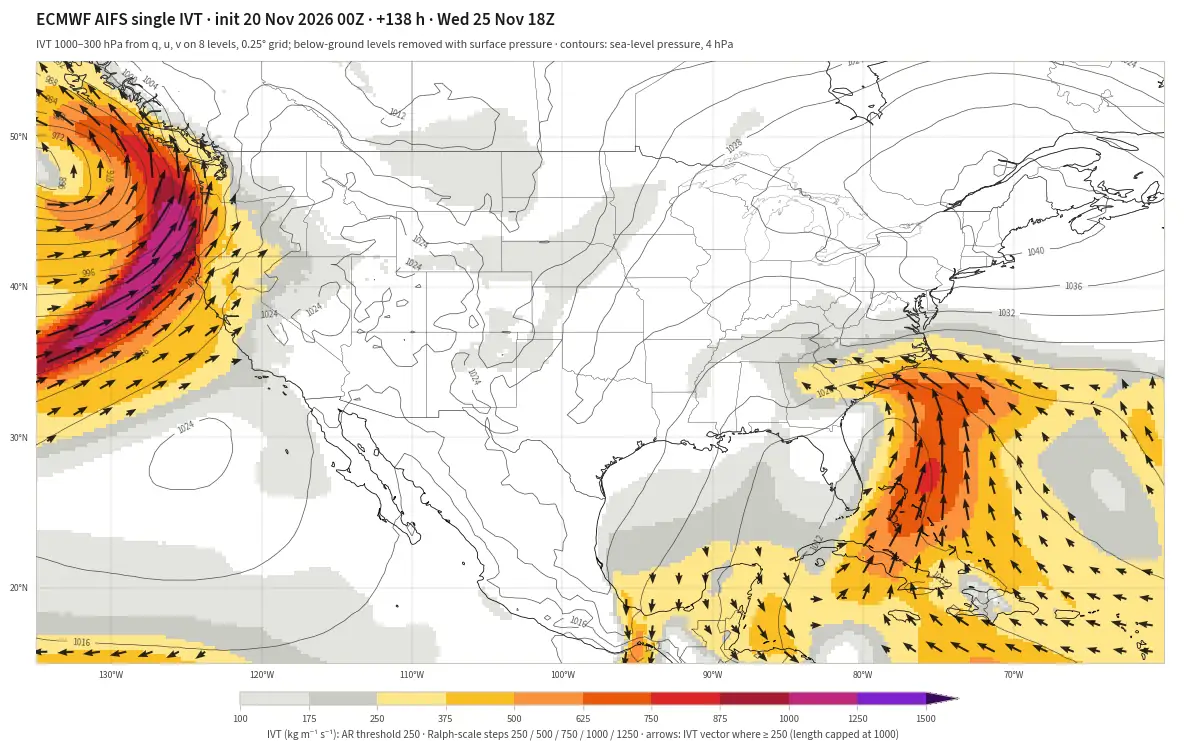 ECMWF AIFS single IVT · init 20 Nov 2026 00Z · +138 h · Wed 25 Nov 18Z
IVT 1000–300 hPa from q, u, v on 8 levels, 0.25° grid; below-ground levels removed with surface pressure · contours: sea-level pressure, 4 hPa
1004
1012
50°N
1028
976
988
1024
1040
1024
40°N
996
1036
1024
1024
1032
1024
1024
30°N
20°N
1016
1016
130°W
120°W
110°W
100°W
90°W
80°W
70°W
100
175
250
375
500
625
750
875
1000
1250
1500
IVT (kg m⁻¹ s⁻¹): AR threshold 250 · Ralph-scale steps 250 / 500 / 750 / 1000 / 1250 · arrows: IVT vector where ≥ 250 (length capped at 1000)